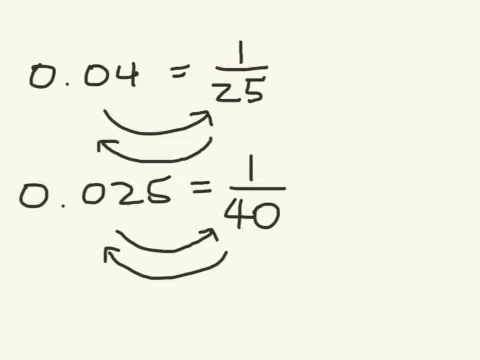 0.04 = 1/25
0.025 = 1/40